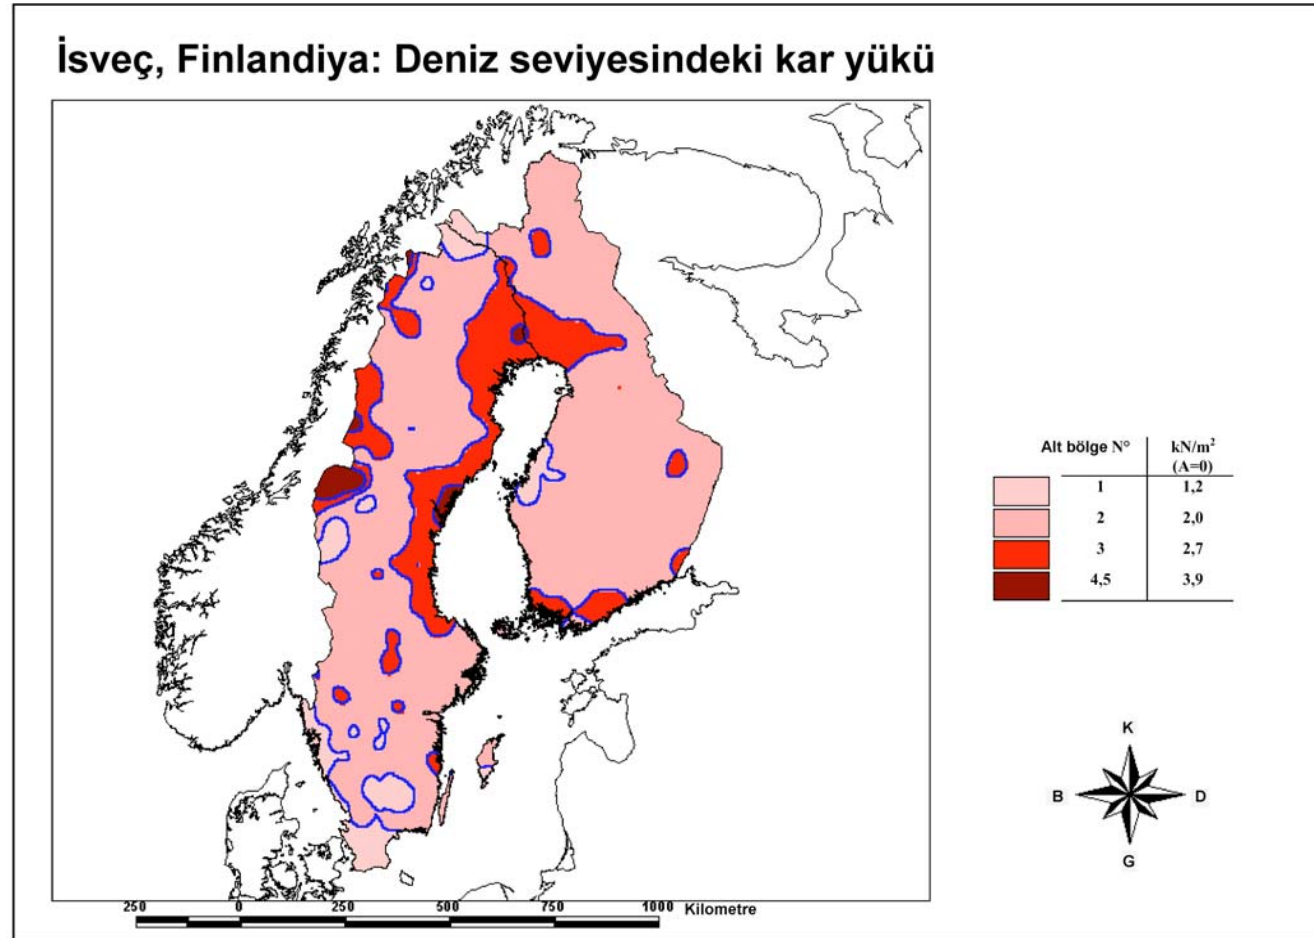 İsveç, Finlandiya: Deniz seviyesindeki kar yükü
Alt bölge N° kN/m²
(A=0)
1 1,2
2 2,0
3 2,7
4,5 3,9
K
B D
G
250 0 250 500 750 1000 Kilometre